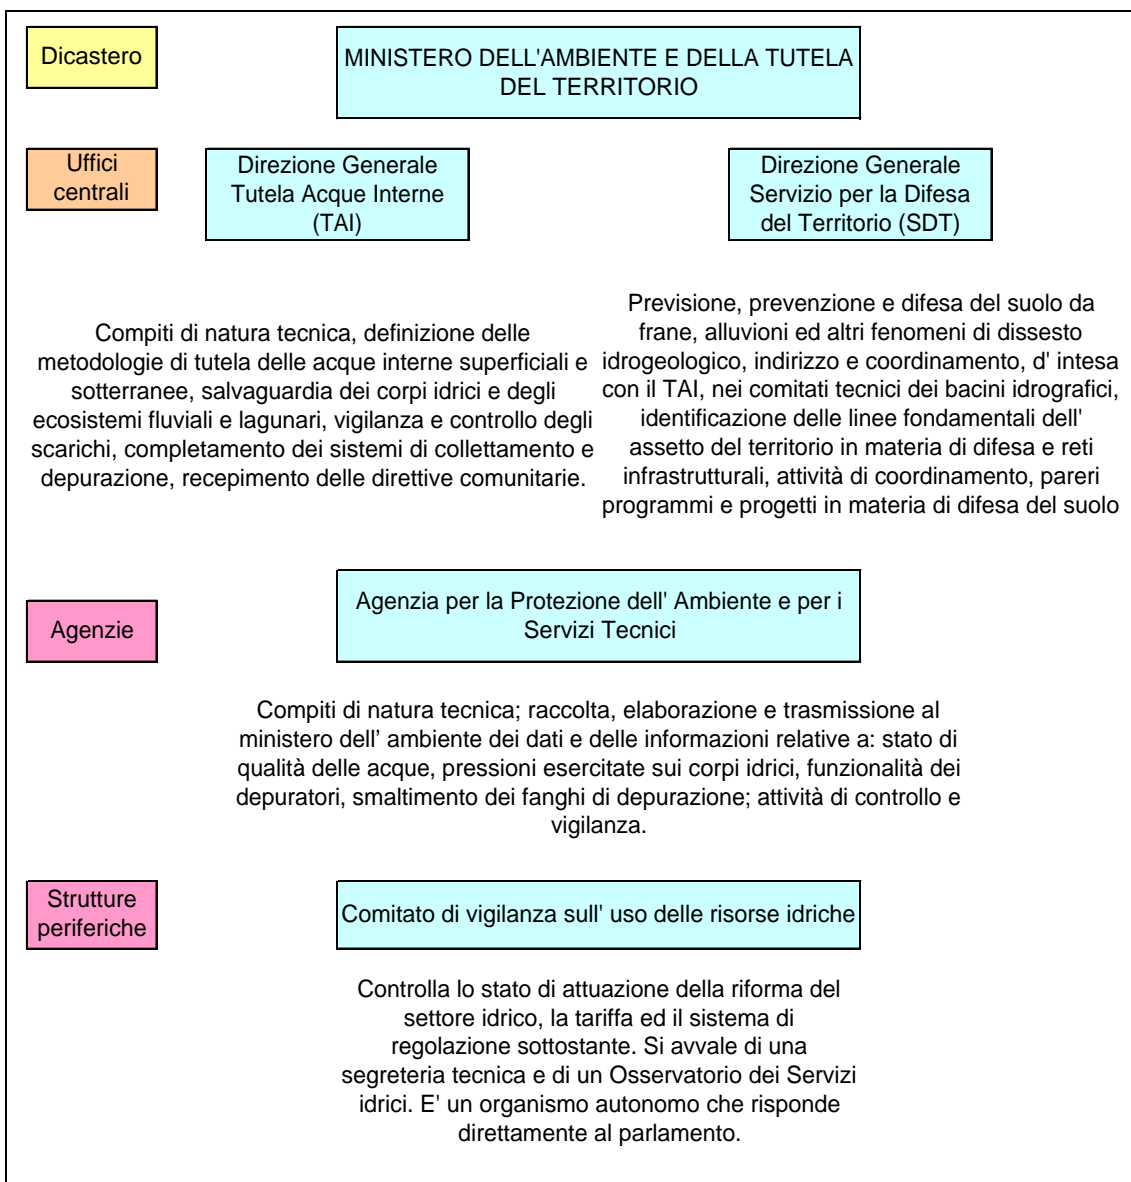 Dicastero
MINISTERO DELL'AMBIENTE E DELLA TUTELA
DEL TERRITORIO
Uffici
centrali
Direzione Generale
Tutela Acque Interne
(TAI)
Direzione Generale
Servizio per la Difesa
del Territorio (SDT)
Compiti di natura tecnica, definizione delle
metodologie di tutela delle acque interne superficiali e
sotterranee, salvaguardia dei corpi idrici e degli
ecosistemi fluviali e lagunari, vigilanza e controllo degli
scarichi, completamento dei sistemi di collettamento e
depurazione, recepimento delle direttive comunitarie.
Previsione, prevenzione e difesa del suolo da
frane, alluvioni ed altri fenomeni di dissesto
idrogeologico, indirizzo e coordinamento, d' intesa
con il TAI, nei comitati tecnici dei bacini idrografici,
identificazione delle linee fondamentali dell'
assetto del territorio in materia di difesa e reti
infrastrutturali, attività di coordinamento, pareri
programmi e progetti in materia di difesa del suolo
Agenzie
Agenzia per la Protezione dell' Ambiente e per i
Servizi Tecnici
Compiti di natura tecnica; raccolta, elaborazione e trasmissione al
ministero dell' ambiente dei dati e delle informazioni relative a: stato di
qualità delle acque, pressioni esercitate sui corpi idrici, funzionalità dei
depuratori, smaltimento dei fanghi di depurazione; attività di controllo e
vigilanza.
Strutture
periferiche
Comitato di vigilanza sull' uso delle risorse idriche
Controlla lo stato di attuazione della riforma del
settore idrico, la tariffa ed il sistema di
regolazione sottostante. Si avvale di una
segreteria tecnica e di un Osservatorio dei Servizi
idrici. E' un organismo autonomo che risponde
direttamente al parlamento.